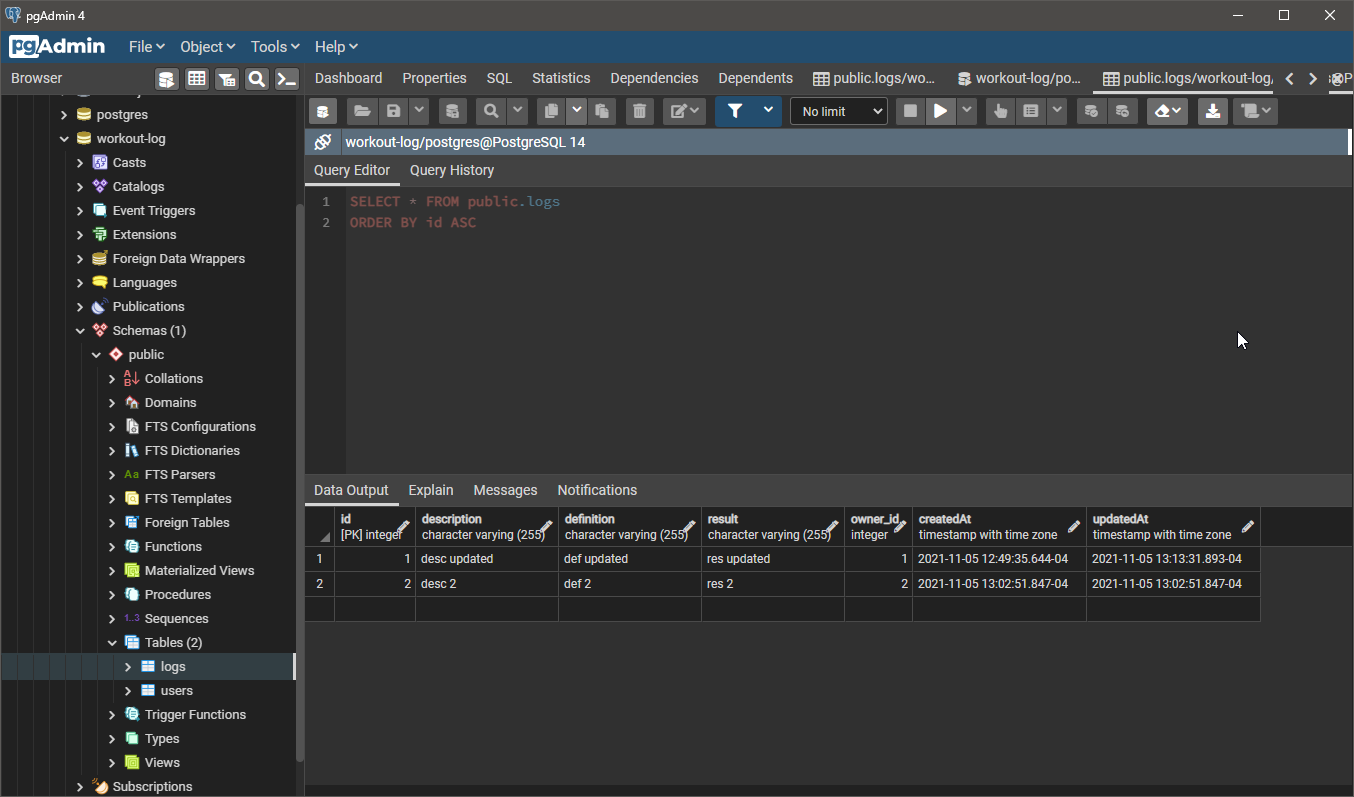 pgAdmin 4
pgAdmin File Object Tools Help
Browser
Dashboard Properties SQL Statistics Dependencies Dependents public.logs/wo... workout-log/po... public.logs/workout-log/
No limit
workout-log/postgres@PostgreSQL 14
Query Editor Query History
1 SELECT * FROM public.logs
2 ORDER BY id ASC
postgres
workout-log
Casts
Catalogs
Event Triggers
Extensions
Foreign Data Wrappers
Languages
Publications
Schemas (1)
public
Collations
Domains
FTS Configurations
FTS Dictionaries
Aa FTS Parsers
FTS Templates
Foreign Tables
Functions
Materialized Views
Procedures
1..3 Sequences
Tables (2)
logs
users
Trigger Functions
Types
Views
Subscriptions
Data Output Explain Messages Notifications
id description definition result owner_id createdAt updatedAt
[PK] integer character varying (255) character varying (255) character varying (255) integer timestamp with time zone timestamp with time zone
1 1 desc updated def updated res updated 1 2021-11-05 12:49:35.644-04 2021-11-05 13:13:31.893-04
2 2 desc 2 def 2 res 2 2 2021-11-05 13:02:51.847-04 2021-11-05 13:02:51.847-04